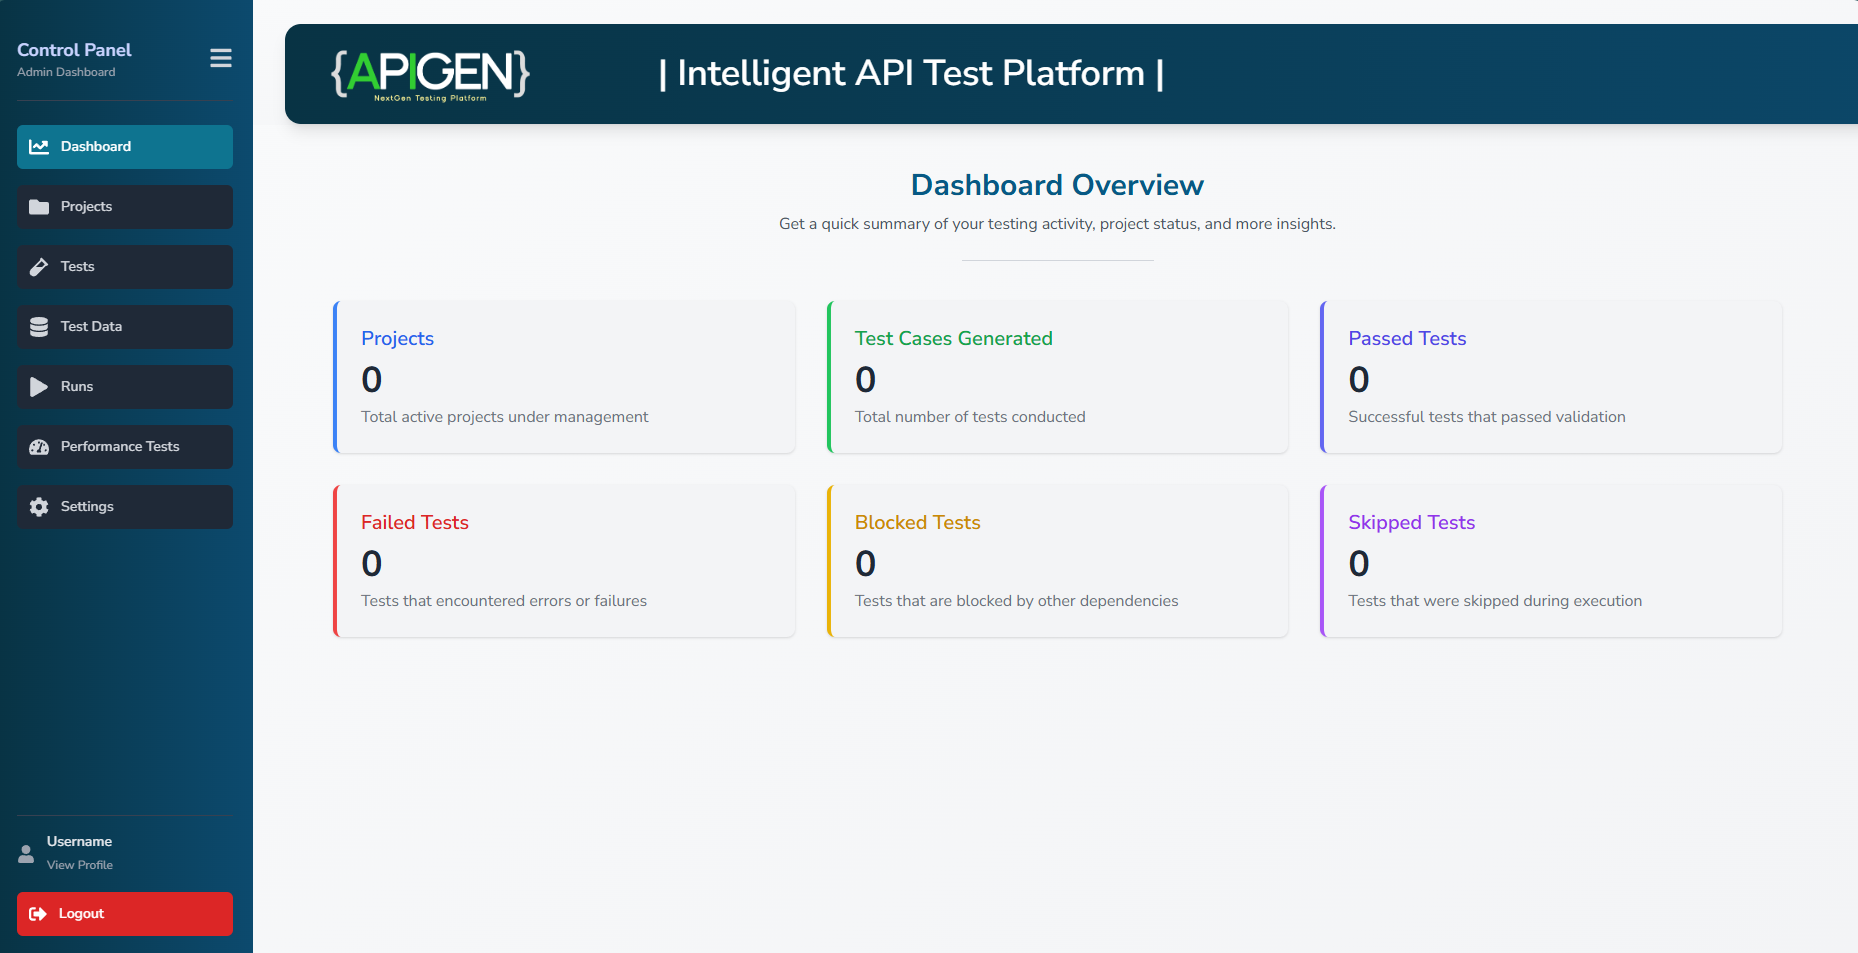 Control Panel
Admin Dashboard
Dashboard
Projects
Tests
Test Data
Runs
Performance Tests
Settings
Username
View Profile
Logout
{APIGEN}
NextGen Testing Platform
| Intelligent API Test Platform |
Dashboard Overview
Get a quick summary of your testing activity, project status, and more insights.
Projects
0
Total active projects under management
Test Cases Generated
0
Total number of tests conducted
Passed Tests
0
Successful tests that passed validation
Failed Tests
0
Tests that encountered errors or failures
Blocked Tests
0
Tests that are blocked by other dependencies
Skipped Tests
0
Tests that were skipped during execution